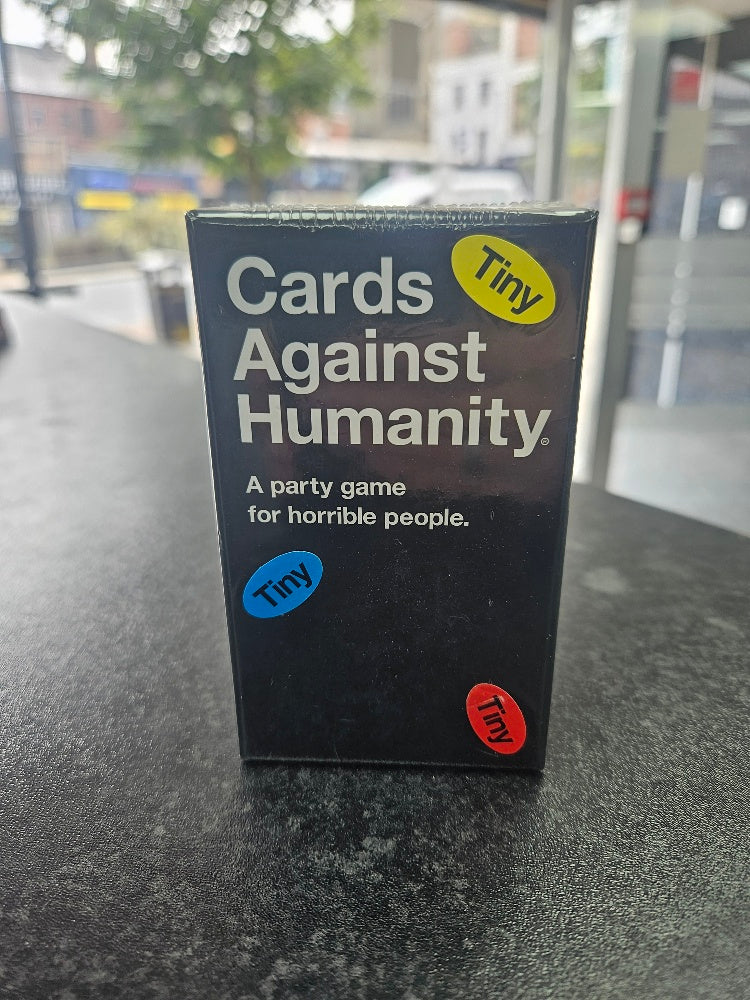 Cards
Tiny
Against
Humanity
A party game
for horrible people.
Tiny
Tiny